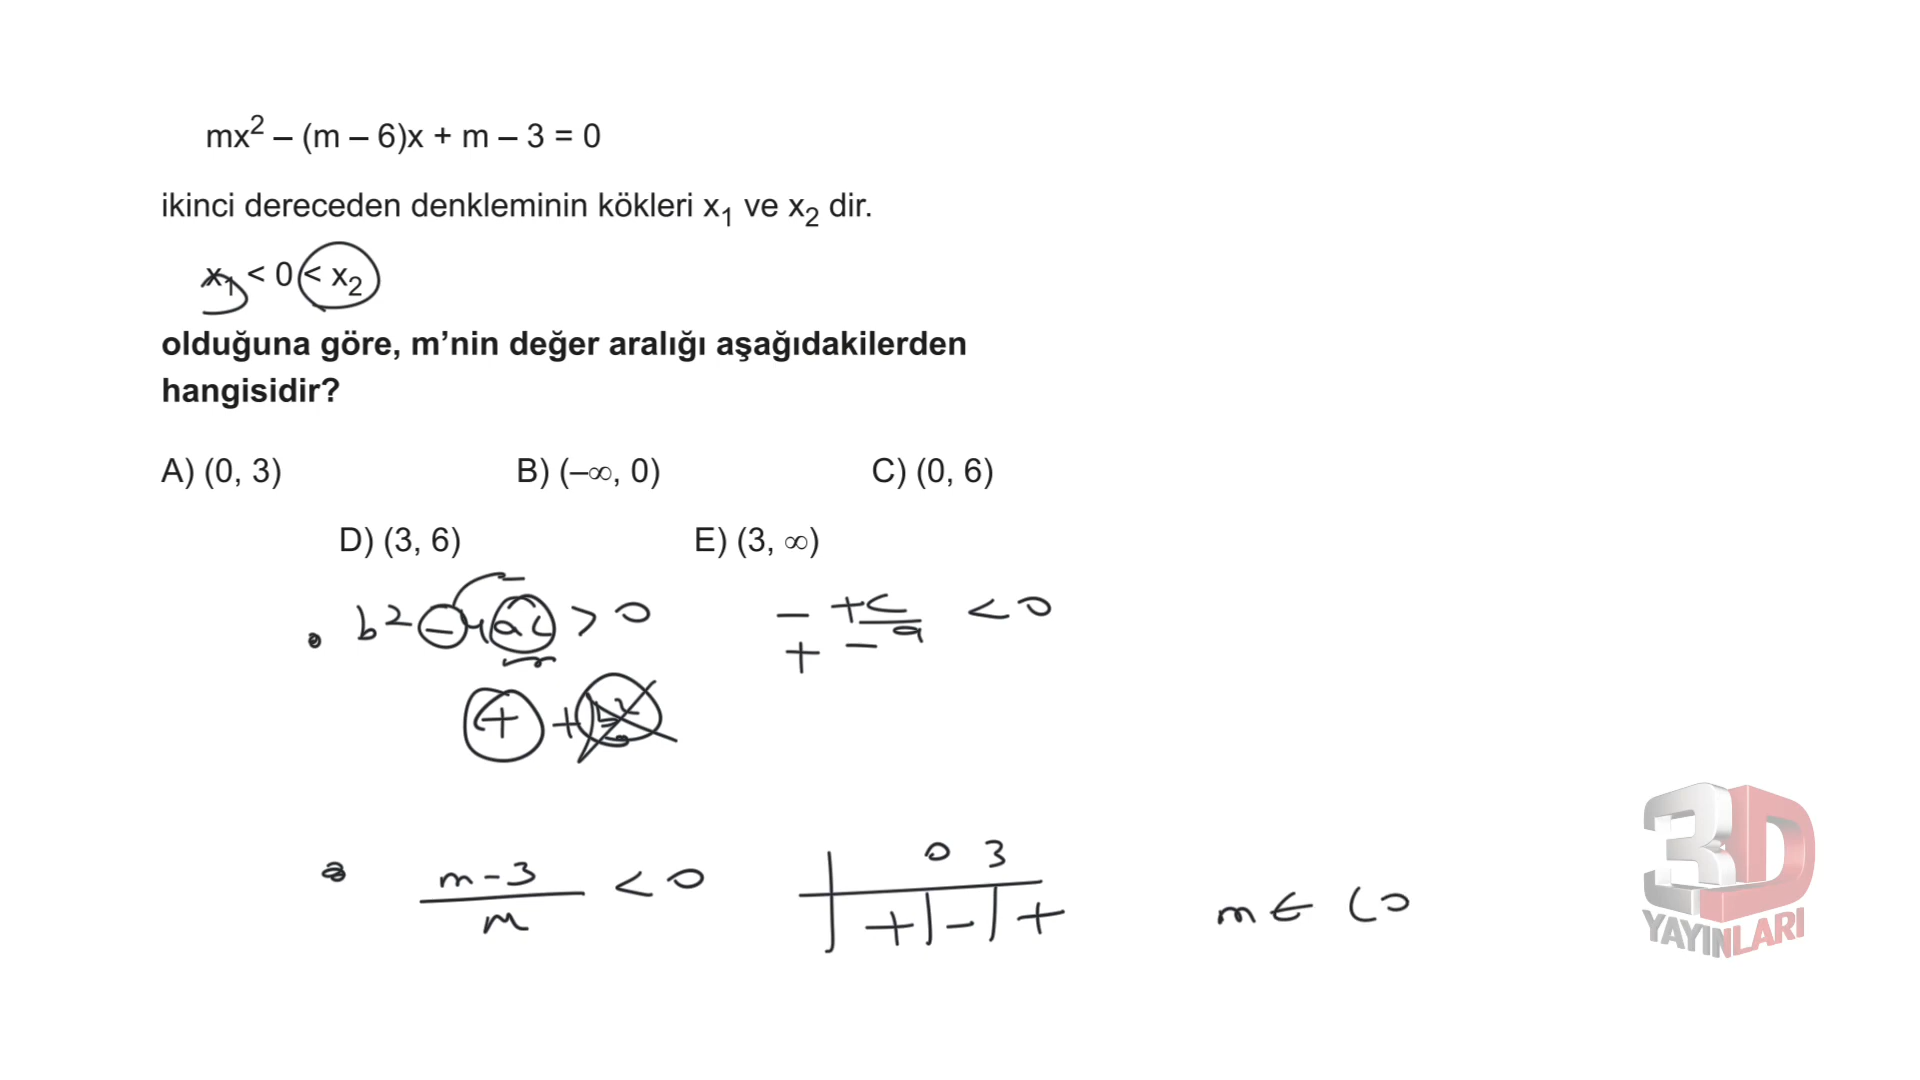 mx² – (m – 6)x + m – 3 = 0
ikinci dereceden denkleminin kökleri x₁ ve x₂ dir.
x₁ < 0 < x₂
olduğuna göre, m’nin değer aralığı aşağıdakilerden
hangisidir?
A) (0, 3) B) (–∞, 0) C) (0, 6)
D) (3, 6) E) (3, ∞)
b² – 4ac > 0
– + c/a < 0
+ –
+ +
m – 3 / m < 0
0 3
+ | – | +
m ∈ (0
3D
YAYINLARI